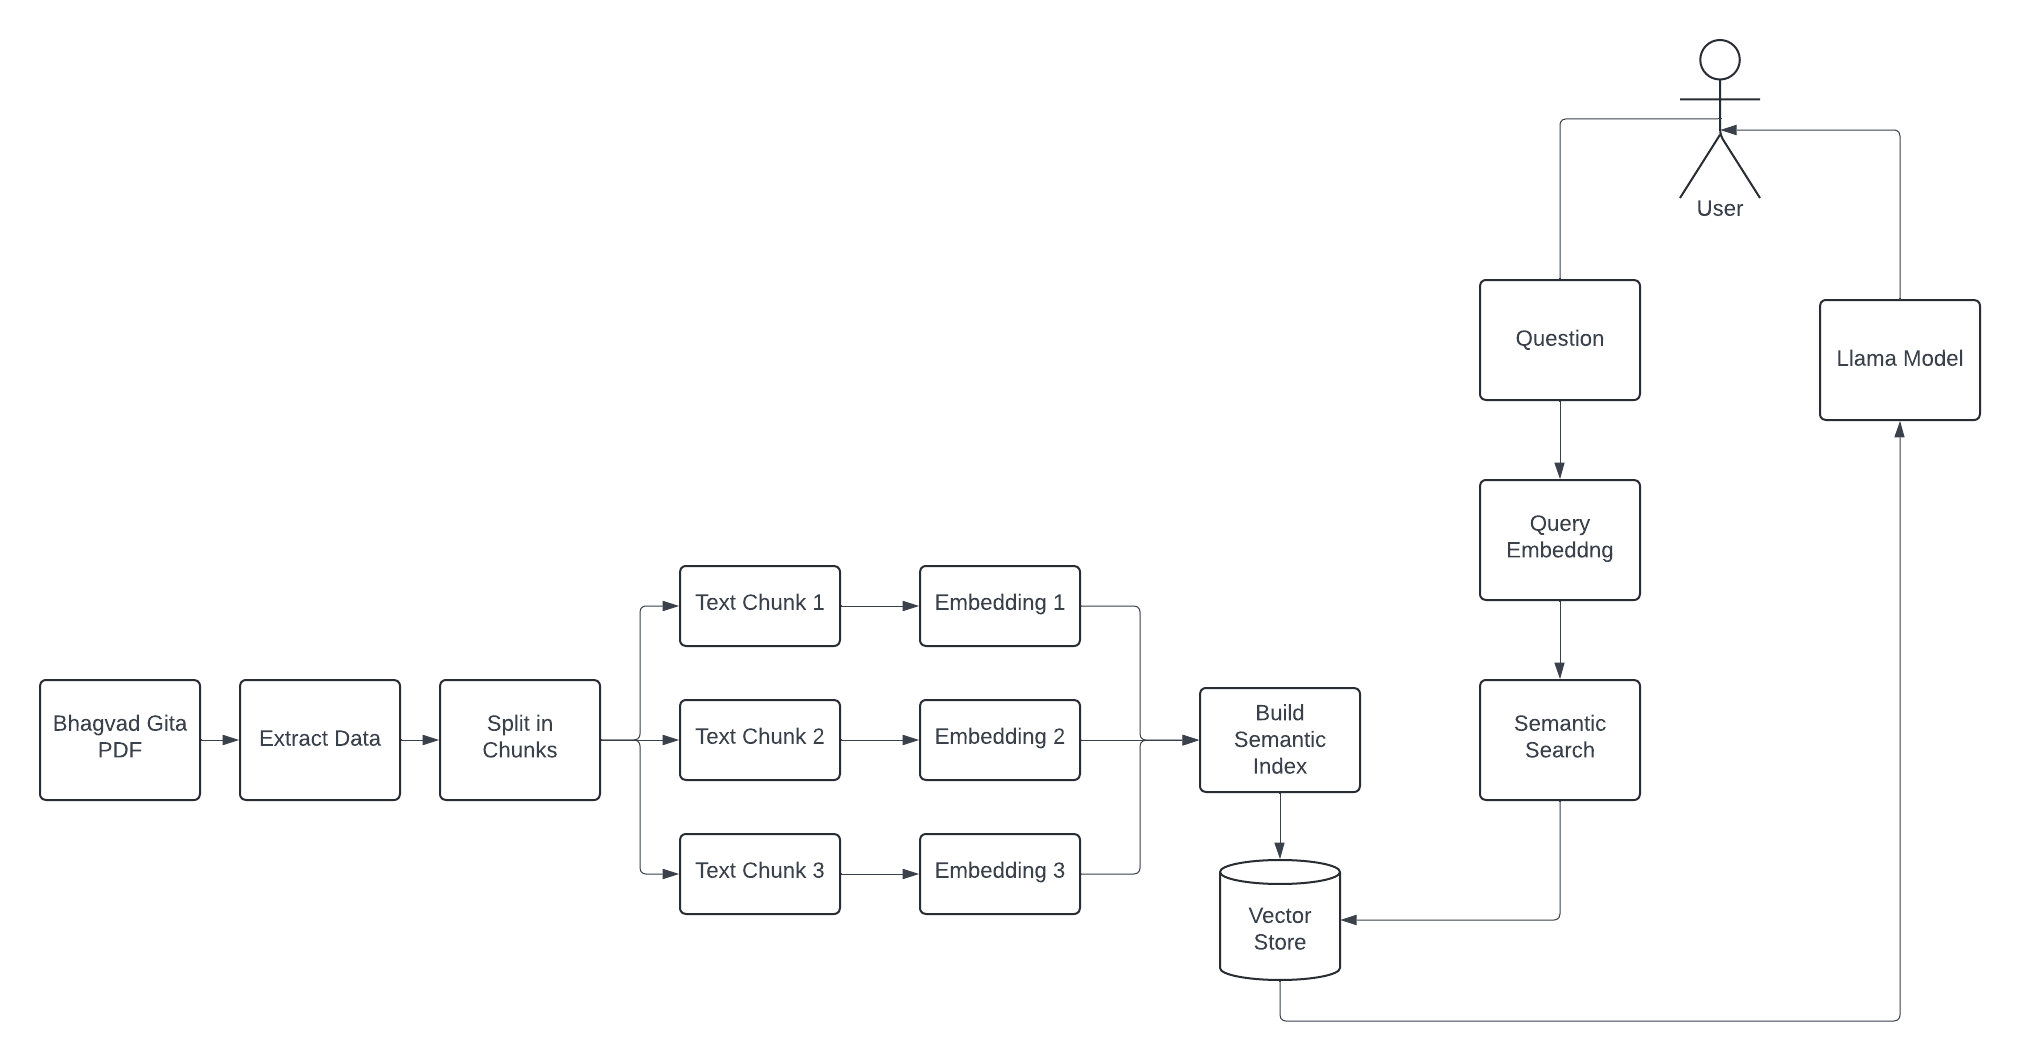 User
Question
Llama Model
Query
Embeddng
Text Chunk 1
Embedding 1
Bhagvad Gita
PDF
Extract Data
Split in
Chunks
Text Chunk 2
Embedding 2
Build
Semantic
Index
Semantic
Search
Text Chunk 3
Embedding 3
Vector
Store